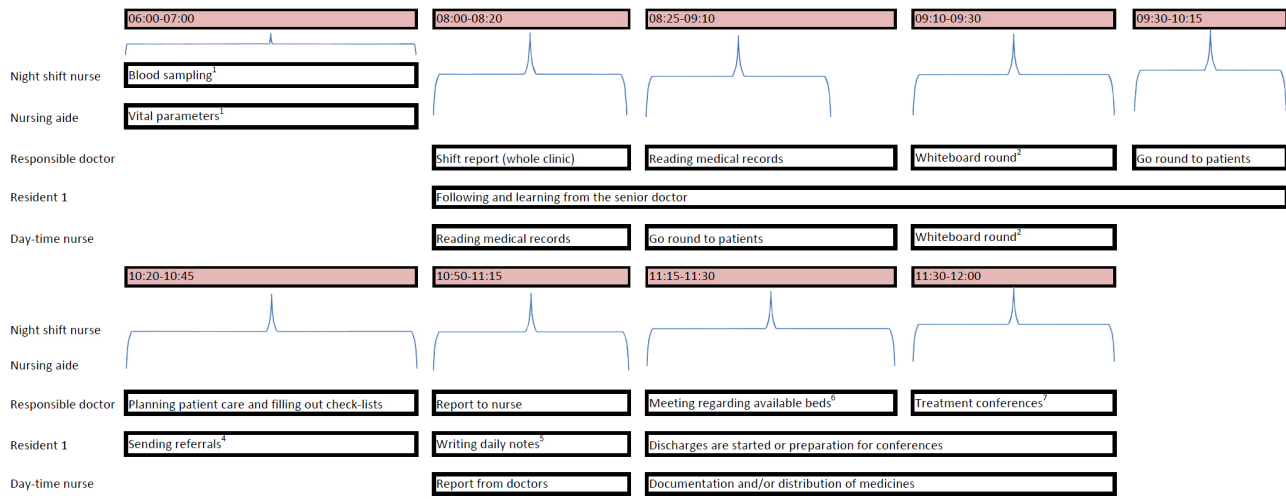 06:00-07:00 08:00-08:20 08:25-09:10 09:10-09:30 09:30-10:15
Night shift nurse Blood sampling1
Nursing aide Vital parameters1
Responsible doctor Shift report (whole clinic) Reading medical records Whiteboard round2 Go round to patients
Resident 1 Following and learning from the senior doctor
Day-time nurse Reading medical records Go round to patients Whiteboard round2
10:20-10:45 10:50-11:15 11:15-11:30 11:30-12:00
Night shift nurse
Nursing aide
Responsible doctor Planning patient care and filling out check-lists Report to nurse Meeting regarding available beds6 Treatment conferences7
Resident 1 Sending referrals4 Writing daily notes5 Discharges are started or preparation for conferences
Day-time nurse Report from doctors Documentation and/or distribution of medicines